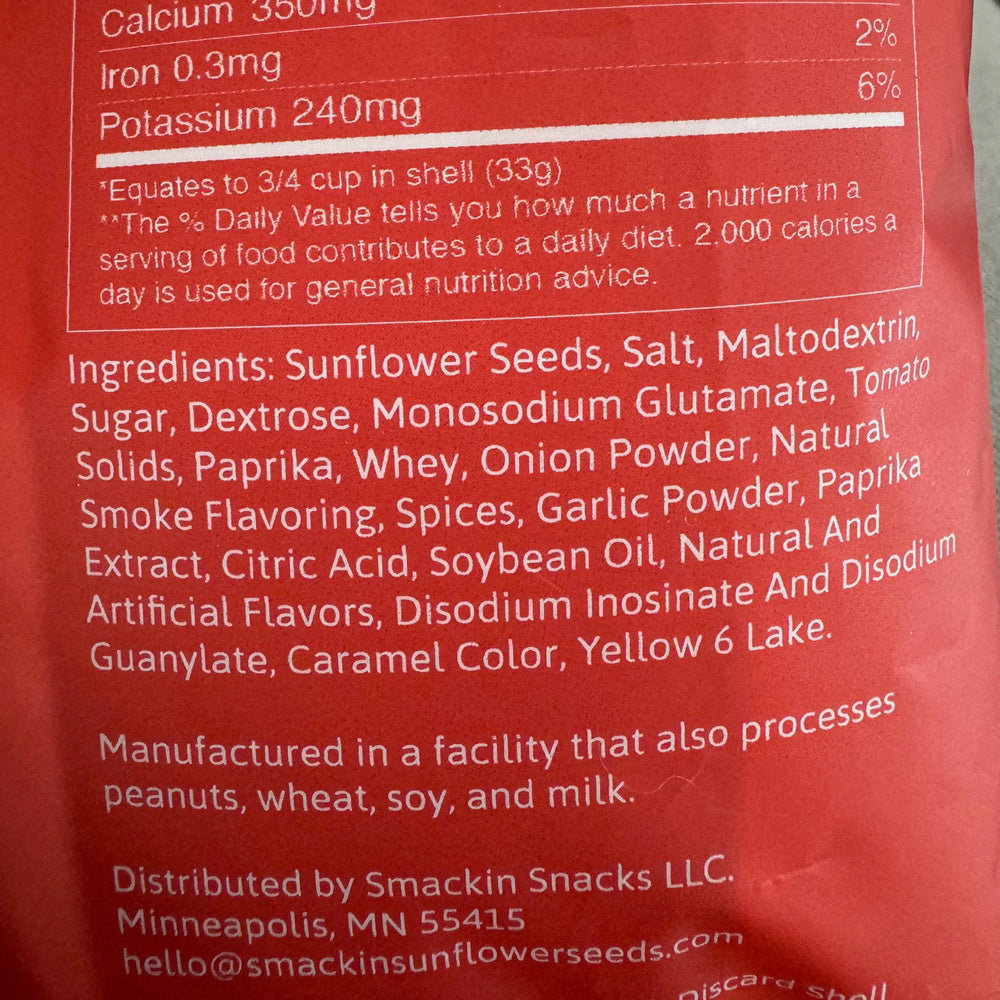 Calcium 350mg
Iron 0.3mg 2%
Potassium 240mg 6%
*Equates to 3/4 cup in shell (33g)
**The % Daily Value tells you how much a nutrient in a
serving of food contributes to a daily diet. 2.000 calories a
day is used for general nutrition advice.
Ingredients: Sunflower Seeds, Salt, Maltodextrin,
Sugar, Dextrose, Monosodium Glutamate, Tomato
Solids, Paprika, Whey, Onion Powder, Natural
Smoke Flavoring, Spices, Garlic Powder, Paprika
Extract, Citric Acid, Soybean Oil, Natural And
Artificial Flavors, Disodium Inosinate And Disodium
Guanylate, Caramel Color, Yellow 6 Lake.
Manufactured in a facility that also processes
peanuts, wheat, soy, and milk.
Distributed by Smackin Snacks LLC.
Minneapolis, MN 55415
hello@smackinsunflowerseeds.com
Discard shell